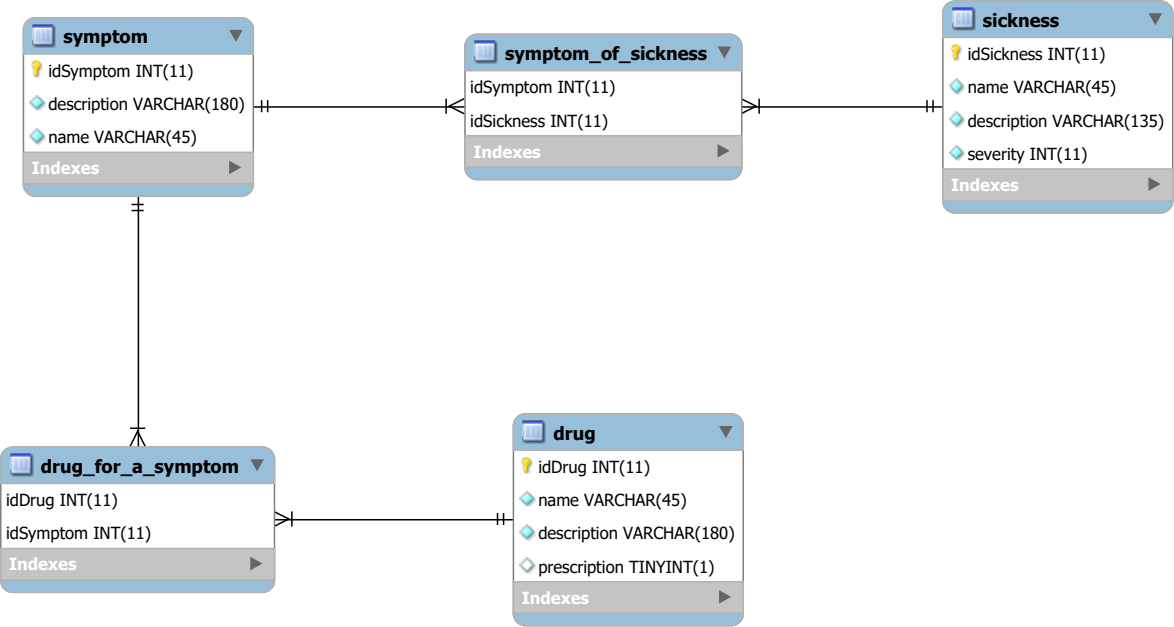 symptom
idSymptom INT(11)
description VARCHAR(180)
name VARCHAR(45)
Indexes
symptom_of_sickness
idSymptom INT(11)
idSickness INT(11)
Indexes
sickness
idSickness INT(11)
name VARCHAR(45)
description VARCHAR(135)
severity INT(11)
Indexes
drug_for_a_symptom
idDrug INT(11)
idSymptom INT(11)
Indexes
drug
idDrug INT(11)
name VARCHAR(45)
description VARCHAR(180)
prescription TINYINT(1)
Indexes